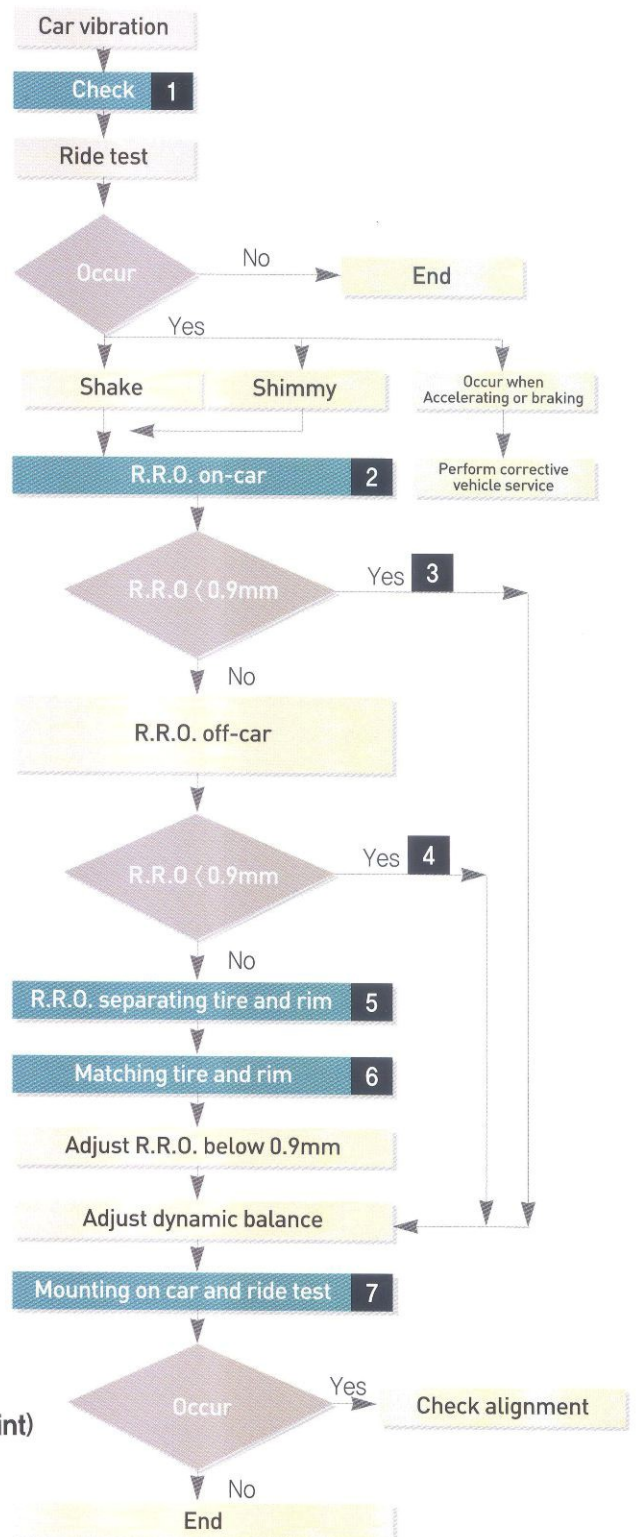 Car vibration
Check 1
Ride test
Occur
No
End
Yes
Shake
Shimmy
Occur when
Accelerating or braking
R.R.O. on-car 2
Perform corrective
vehicle service
R.R.O < 0.9mm
Yes 3
No
R.R.O. off-car
R.R.O < 0.9mm
Yes 4
No
R.R.O. separating tire and rim 5
Matching tire and rim 6
Adjust R.R.O. below 0.9mm
Adjust dynamic balance
Mounting on car and ride test 7
Occur
Yes
Check alignment
int)
No
End